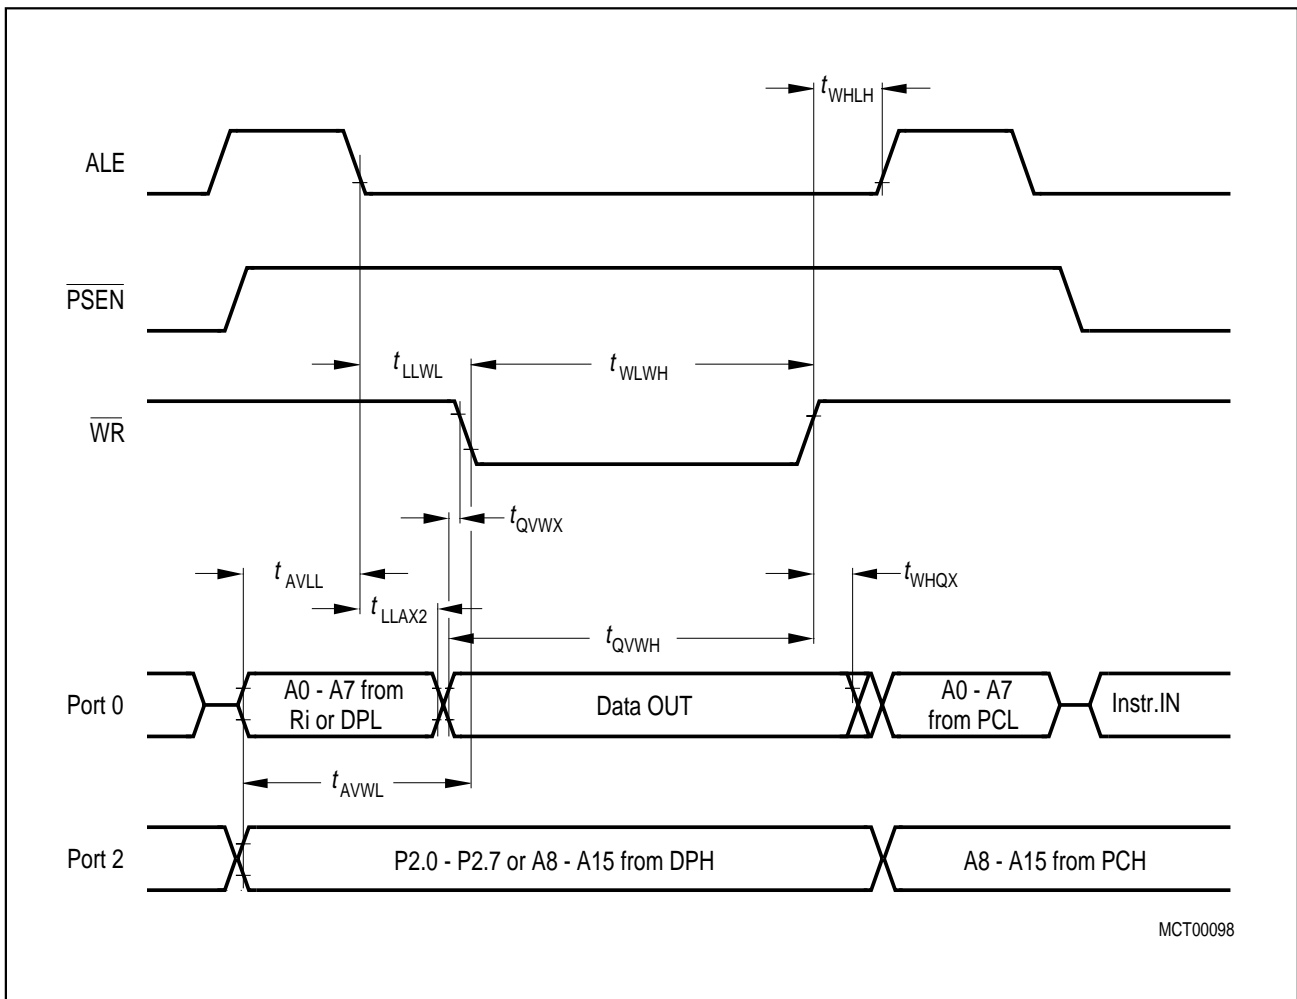 tWHLH
ALE
PSEN
tLLWL
tWLWH
WR
tQVWX
tAVLL
tWHQX
tLLAX2
tQVWH
Port 0
A0 - A7 from
Ri or DPL
Data OUT
A0 - A7
from PCL
Instr.IN
tAVWL
Port 2
P2.0 - P2.7 or A8 - A15 from DPH
A8 - A15 from PCH
MCT00098